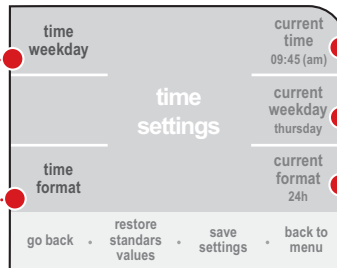 time
weekday
time
format
time
settings
current
time
09:45 (am)
current
weekday
thursday
current
format
24h
go back
restore
standars
values
save
settings
back to
menu